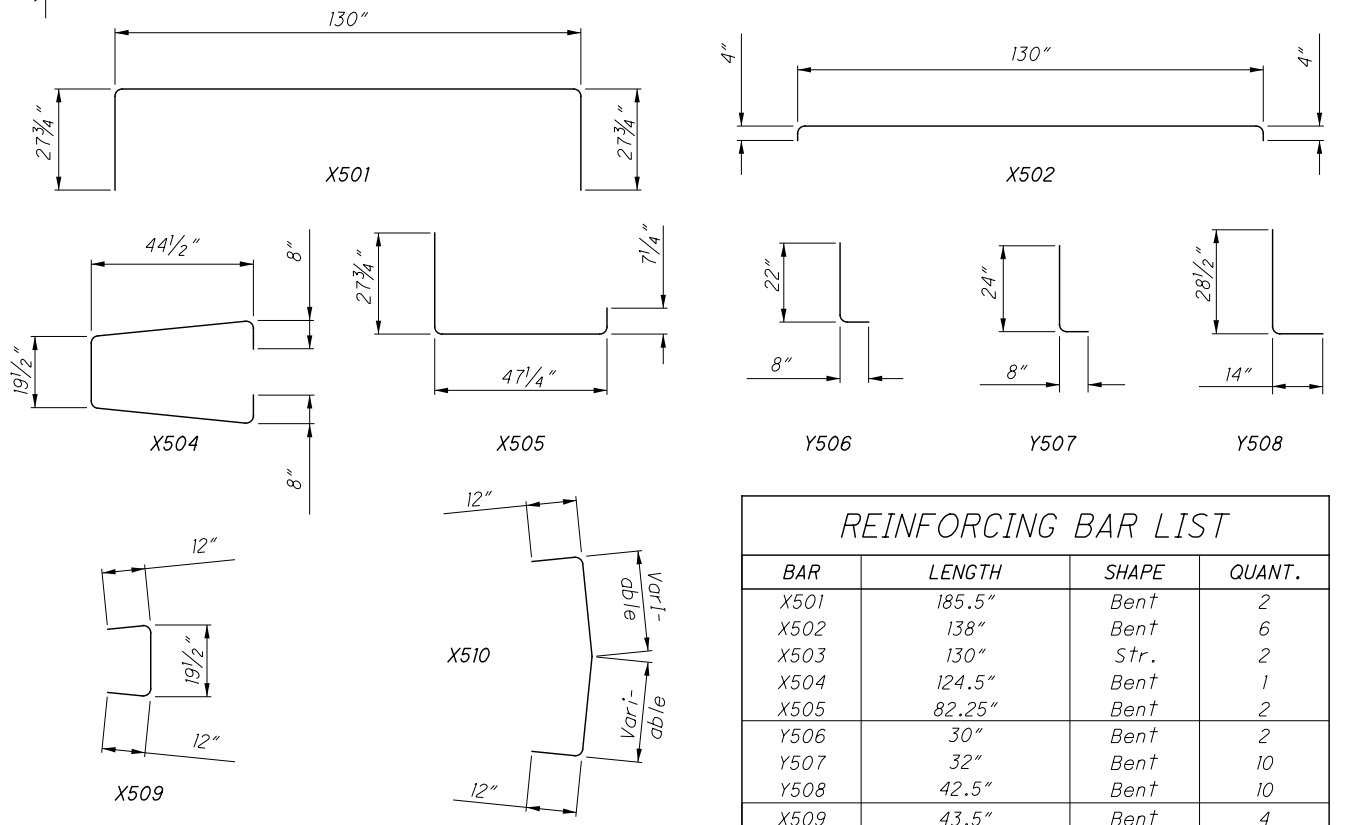 130"
27¾"
27¾"
X501
4"
130"
4"
X502
44½"
8"
19½"
8"
X504
27¾"
7¼"
47¼"
X505
22"
8"
Y506
24"
8"
Y507
28½"
14"
Y508
12"
19½"
12"
X509
12"
Vari-
able
X510
Vari-
able
12"
REINFORCING BAR LIST
BAR LENGTH SHAPE QUANT.
X501 185.5" Bent 2
X502 138" Bent 6
X503 130" Str. 2
X504 124.5" Bent 1
X505 82.25" Bent 2
Y506 30" Bent 2
Y507 32" Bent 10
Y508 42.5" Bent 10
X509 43.5" Bent 4